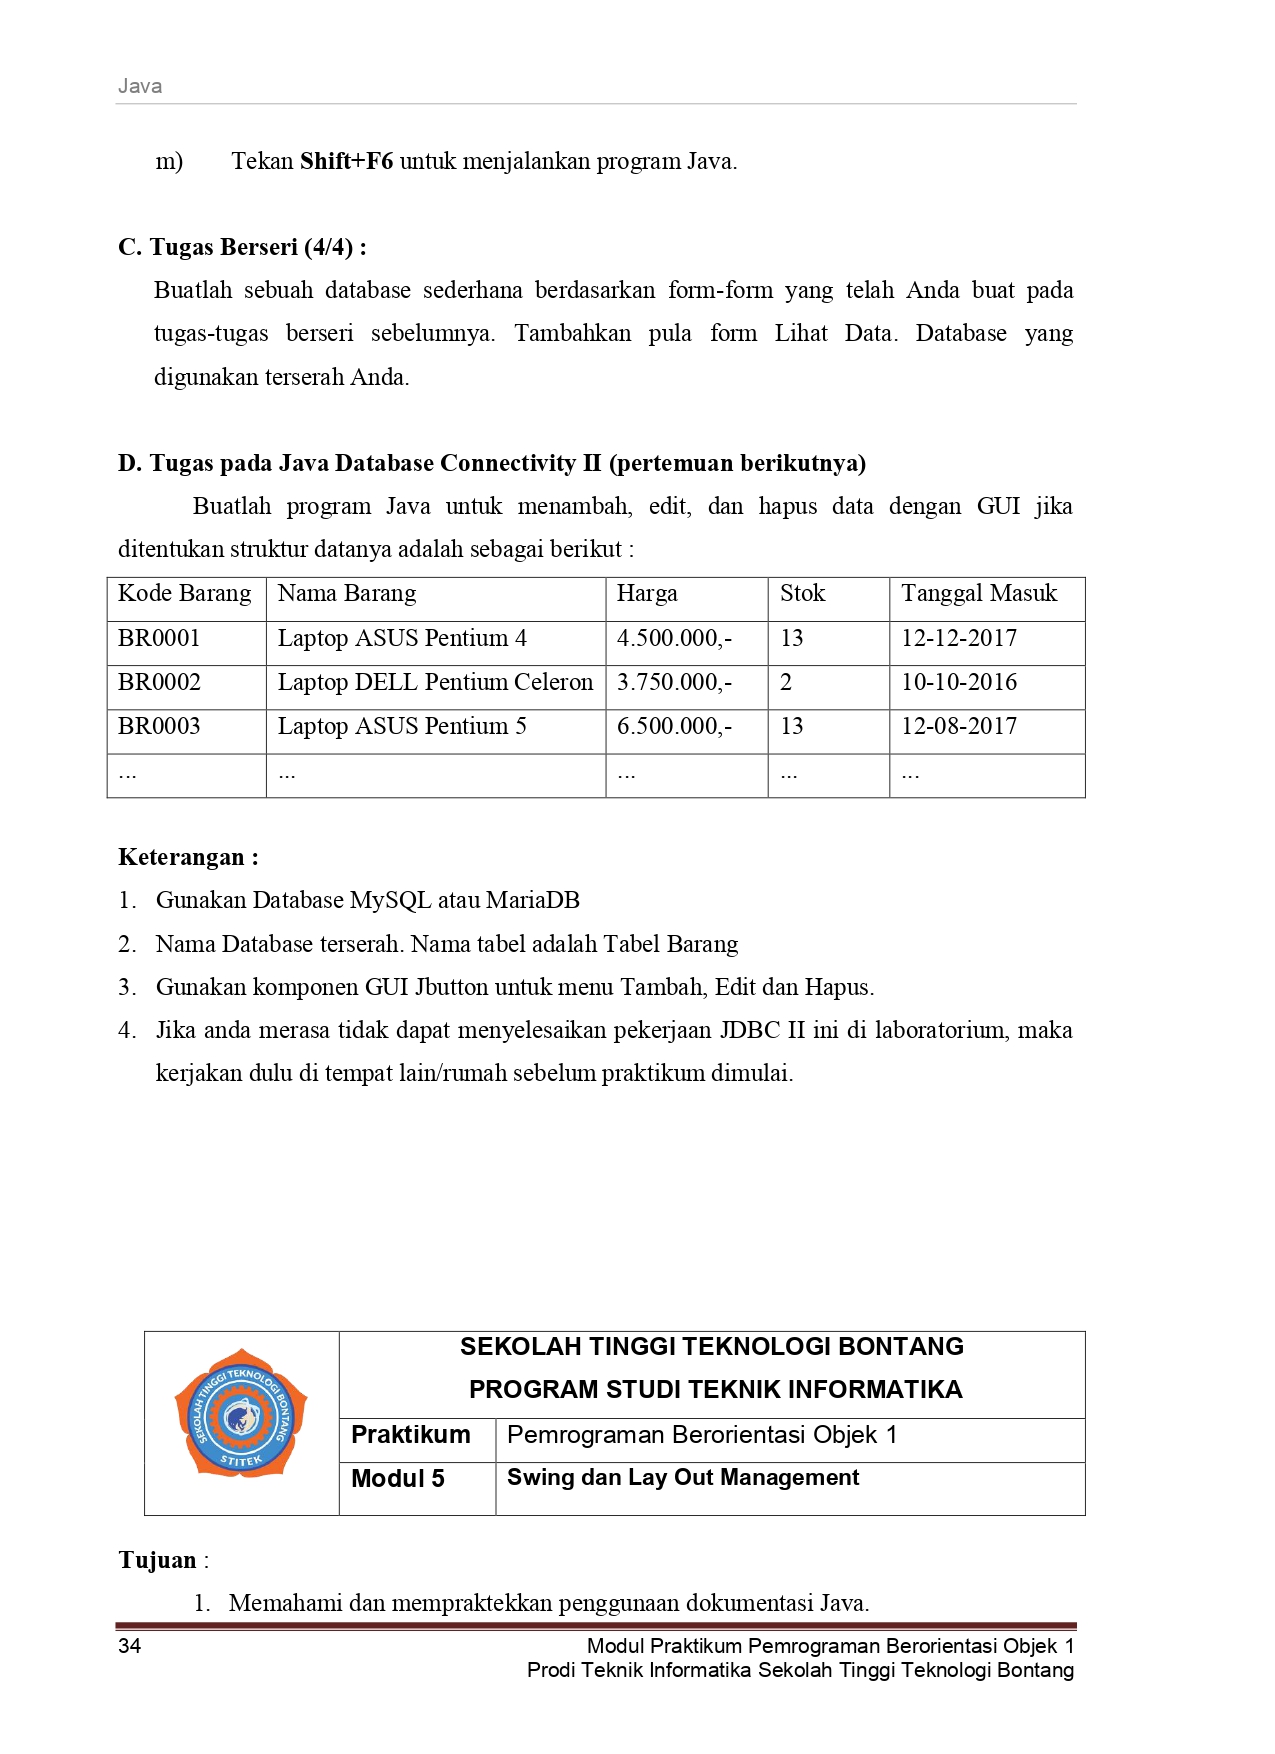 Java
m) Tekan Shift+F6 untuk menjalankan program Java.
C. Tugas Berseri (4/4) :
Buatlah sebuah database sederhana berdasarkan form-form yang telah Anda buat pada
tugas-tugas berseri sebelumnya. Tambahkan pula form Lihat Data. Database yang
digunakan terserah Anda.
D. Tugas pada Java Database Connectivity II (pertemuan berikutnya)
Buatlah program Java untuk menambah, edit, dan hapus data dengan GUI jika
ditentukan struktur datanya adalah sebagai berikut :
Kode Barang Nama Barang Harga Stok Tanggal Masuk
BR0001 Laptop ASUS Pentium 4 4.500.000,- 13 12-12-2017
BR0002 Laptop DELL Pentium Celeron 3.750.000,- 2 10-10-2016
BR0003 Laptop ASUS Pentium 5 6.500.000,- 13 12-08-2017
... ... ... ... ...
Keterangan :
1. Gunakan Database MySQL atau MariaDB
2. Nama Database terserah. Nama tabel adalah Tabel Barang
3. Gunakan komponen GUI Jbutton untuk menu Tambah, Edit dan Hapus.
4. Jika anda merasa tidak dapat menyelesaikan pekerjaan JDBC II ini di laboratorium, maka
kerjakan dulu di tempat lain/rumah sebelum praktikum dimulai.
SEKOLAH TINGGI TEKNOLOGI BONTANG
STITEK
SEKOLAH TINGGI TEKNOLOGI BONTANG
PROGRAM STUDI TEKNIK INFORMATIKA
Praktikum Pemrograman Berorientasi Objek 1
Modul 5 Swing dan Lay Out Management
Tujuan :
1. Memahami dan mempraktekkan penggunaan dokumentasi Java.
34 Modul Praktikum Pemrograman Berorientasi Objek 1
Prodi Teknik Informatika Sekolah Tinggi Teknologi Bontang